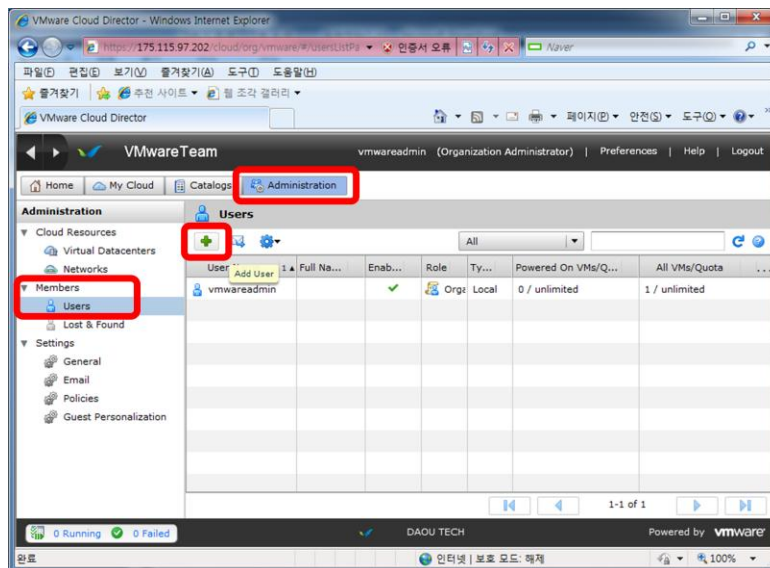 VMware Cloud Director - Windows Internet Explorer
https://175.115.97.202/cloud/org/vmware/#/usersListPa 인증서 오류 Naver
파일(F) 편집(E) 보기(V) 즐겨찾기(A) 도구(T) 도움말(H)
즐겨찾기 추천 사이트 웹 조각 갤러리
VMware Cloud Director 페이지(P) 안전(S) 도구(O)
VMwareTeam vmwareadmin (Organization Administrator) | Preferences | Help | Logout
Home My Cloud Catalogs Administration
Administration Users
Cloud Resources
Virtual Datacenters All
Networks User 1 Full Na... Enab... Role Ty... Powered On VMs/Q... All VMs/Quota ...
Add User
Members vmwareadmin Orga Local 0 / unlimited 1 / unlimited
Users
Lost & Found
Settings
General
Email
Policies
Guest Personalization
1-1 of 1
0 Running 0 Failed DAOU TECH Powered by vmware
완료 인터넷 | 보호 모드: 해제 100%